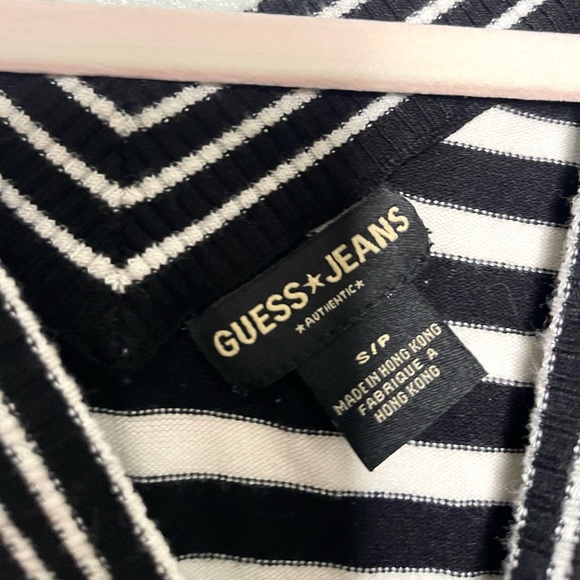 GUESS★JEANS
★AUTHENTIC★
S/P
MADE IN HONG KONG
FABRIQUE A
HONG KONG